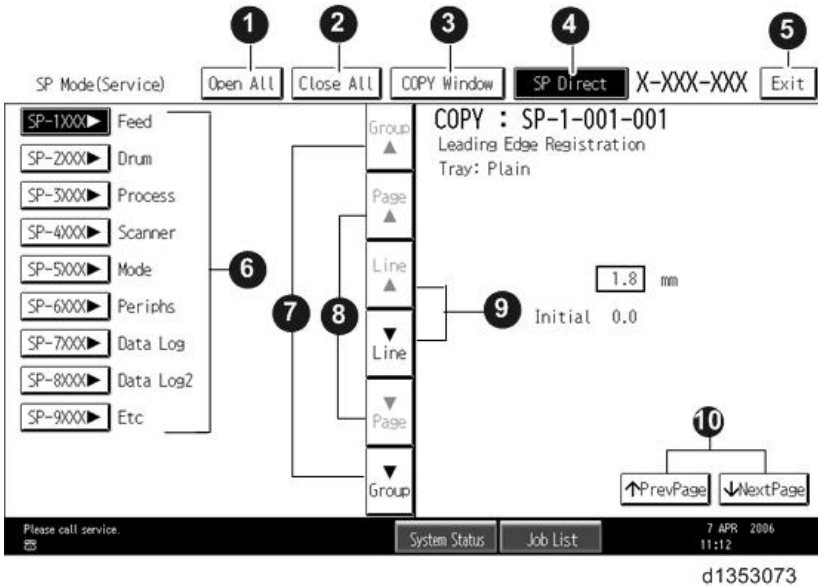 1 2 3 4 5
SP Mode(Service) Open All Close All COPY Window SP Direct X-XXX-XXX Exit
SP-1XXX▶ Feed
SP-2XXX▶ Drum
SP-3XXX▶ Process
SP-4XXX▶ Scanner
SP-5XXX▶ Mode
SP-6XXX▶ Periphs
SP-7XXX▶ Data Log
SP-8XXX▶ Data Log2
SP-9XXX▶ Etc
6
7
8
Group
▲
Page
▲
Line
▲
▼
Line
▼
Page
▼
Group
9
COPY : SP-1-001-001
Leading Edge Registration
Tray: Plain
1.8 mm
Initial 0.0
10
↑PrevPage ↓NextPage
Please call service.
System Status Job List
7 APR 2006
11:12
d1353073